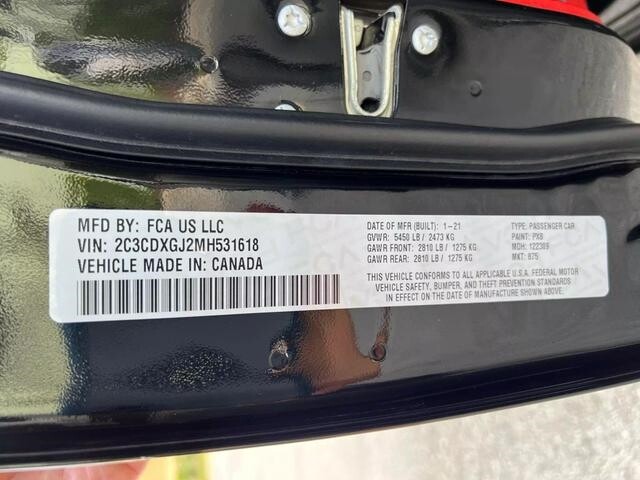 MFD BY: FCA US LLC
VIN: 2C3CDXGJ2MH531618
VEHICLE MADE IN: CANADA
DATE OF MFR (BUILT): 1-21
GVWR: 5450 LB / 2473 KG
GAWR FRONT: 2810 LB / 1275 KG
GAWR REAR: 2810 LB / 1275 KG
TYPE: PASSENGER CAR
PAINT: PX8
MDH: 122309
MKT: 875
THIS VEHICLE CONFORMS TO ALL APPLICABLE U.S.A. FEDERAL MOTOR
VEHICLE SAFETY, BUMPER, AND THEFT PREVENTION STANDARDS
IN EFFECT ON THE DATE OF MANUFACTURE SHOWN ABOVE.